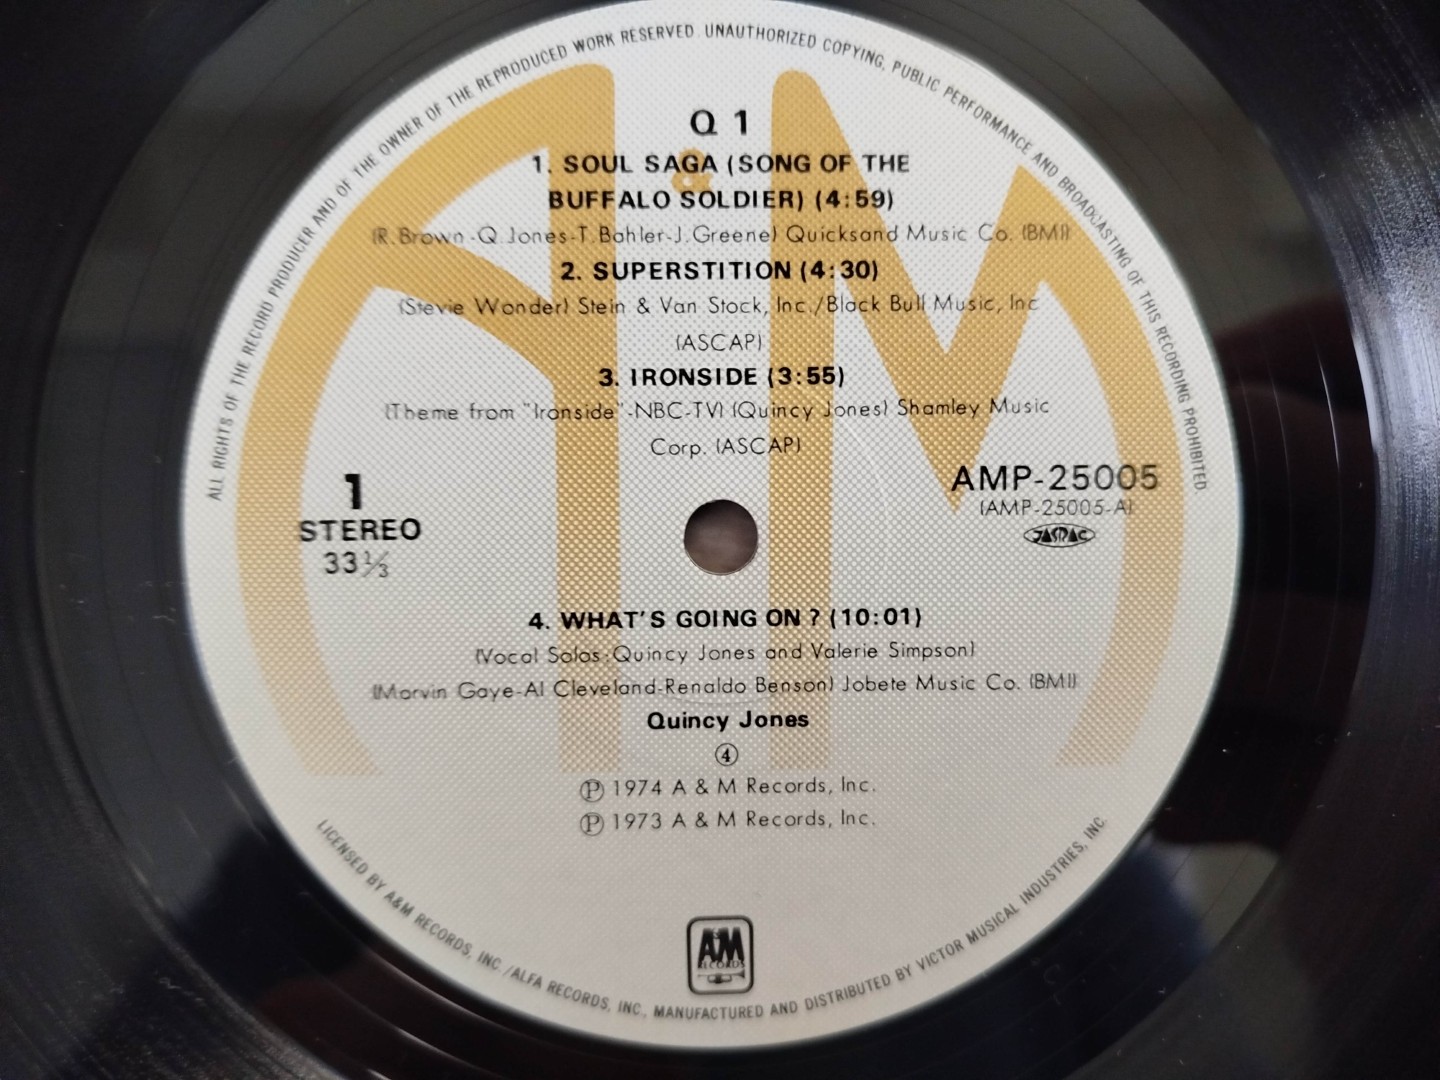 ALL RIGHTS OF THE RECORD PRODUCER AND OF THE OWNER OF THE REPRODUCED WORK RESERVED. UNAUTHORIZED COPYING, PUBLIC PERFORMANCE AND BROADCASTING OF THIS RECORDING PROHIBITED
Q 1
1. SOUL SAGA (SONG OF THE
BUFFALO SOLDIER) (4:59)
(R. Brown-Q. Jones-T. Bahler-J. Greene) Quicksand Music Co. (BMI)
2. SUPERSTITION (4:30)
(Stevie Wonder) Stein & Van Stock, Inc./Black Bull Music, Inc
(ASCAP)
3. IRONSIDE (3:55)
(Theme from "Ironside"-NBC-TV) (Quincy Jones) Shamley Music
Corp. (ASCAP)
1
STEREO
33⅓
AMP-25005
(AMP-25005-A)
JASRAC
4. WHAT'S GOING ON ? (10:01)
(Vocal Solos:Quincy Jones and Valerie Simpson)
(Marvin Gaye-Al Cleveland-Renaldo Benson) Jobete Music Co. (BMI)
Quincy Jones
④
Ⓟ 1974 A & M Records, Inc.
Ⓟ 1973 A & M Records, Inc.
A&M
RECORDS
LICENSED BY A&M RECORDS, INC./ALFA RECORDS, INC., MANUFACTURED AND DISTRIBUTED BY VICTOR MUSICAL INDUSTRIES, INC.